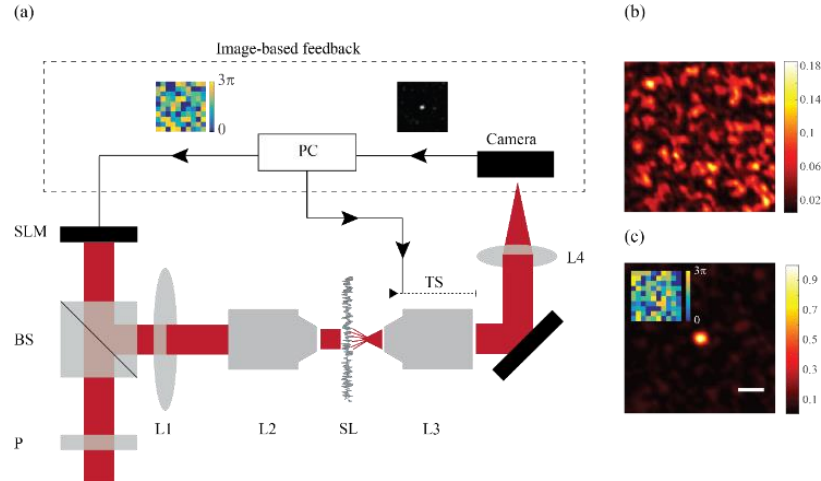 (a)
Image-based feedback
3π
0
PC
Camera
SLM
TS
L4
BS
L1
L2
SL
L3
P
(b)
0.18
0.14
0.1
0.06
0.02
(c)
3π
0
0.9
0.7
0.5
0.3
0.1